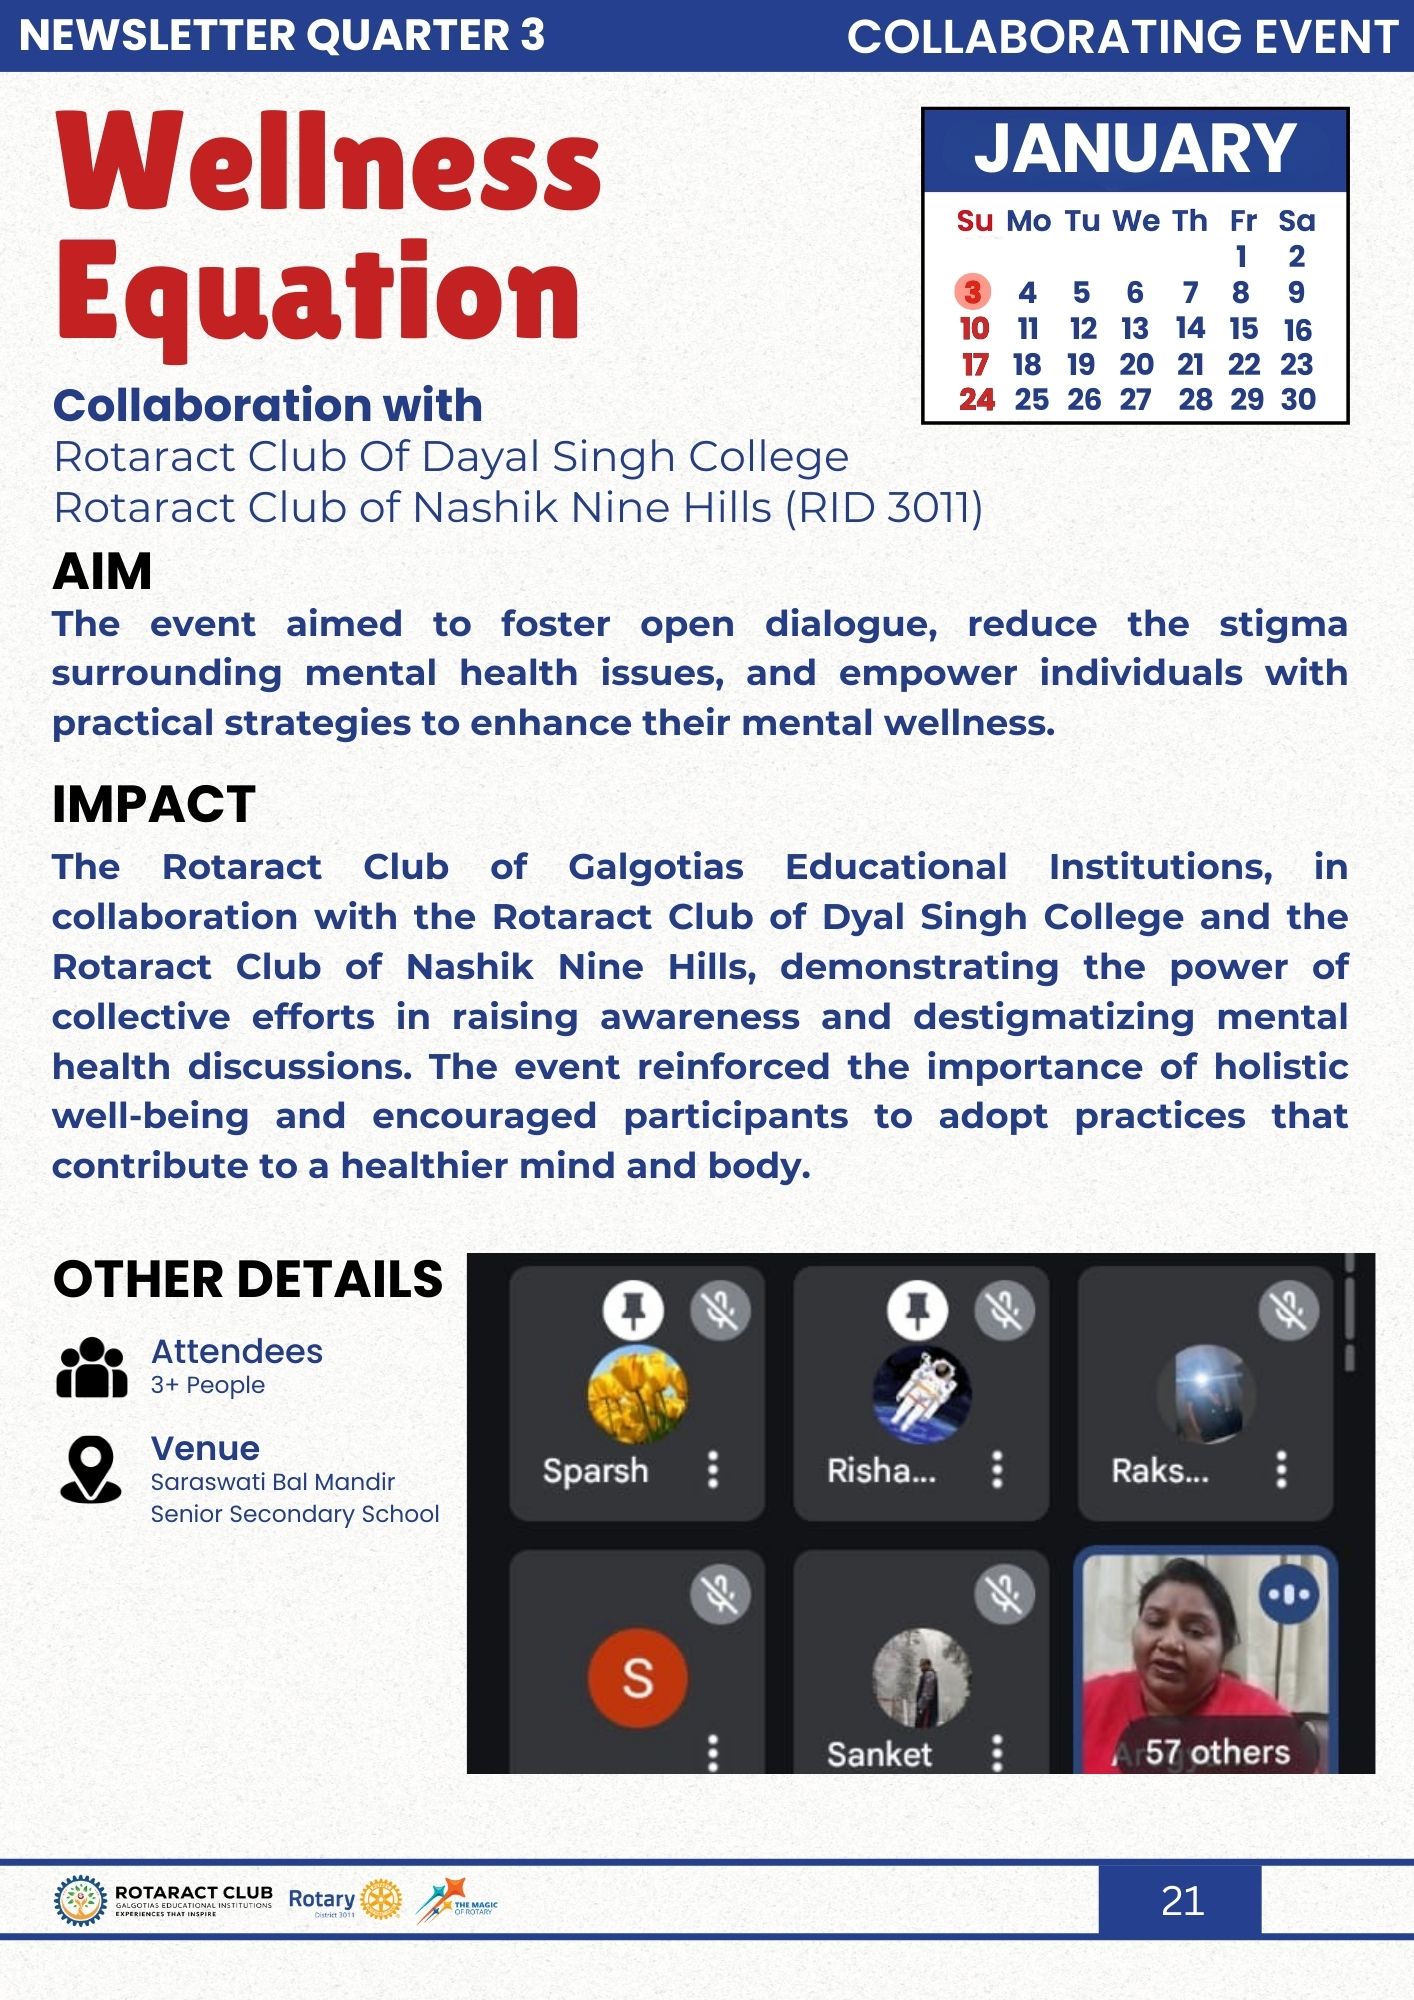 NEWSLETTER QUARTER 3
COLLABORATING EVENT
Wellness
Equation
JANUARY
Su Mo Tu We Th Fr Sa
1 2
3 4 5 6 7 8 9
10 11 12 13 14 15 16
17 18 19 20 21 22 23
24 25 26 27 28 29 30
Collaboration with
Rotaract Club Of Dayal Singh College
Rotaract Club of Nashik Nine Hills (RID 3011)
AIM
The event aimed to foster open dialogue, reduce the stigma
surrounding mental health issues, and empower individuals with
practical strategies to enhance their mental wellness.
IMPACT
The Rotaract Club of Galgotias Educational Institutions, in
collaboration with the Rotaract Club of Dyal Singh College and the
Rotaract Club of Nashik Nine Hills, demonstrating the power of
collective efforts in raising awareness and destigmatizing mental
health discussions. The event reinforced the importance of holistic
well-being and encouraged participants to adopt practices that
contribute to a healthier mind and body.
OTHER DETAILS
Attendees
3+ People
Venue
Saraswati Bal Mandir
Senior Secondary School
Sparsh
Risha...
Raks...
S
Sanket
57 others
ROTARACT CLUB
GALGOTIAS EDUCATIONAL INSTITUTIONS
EXPERIENCES THAT INSPIRE
Rotary
District 3011
THE MAGIC
OF ROTARY
21